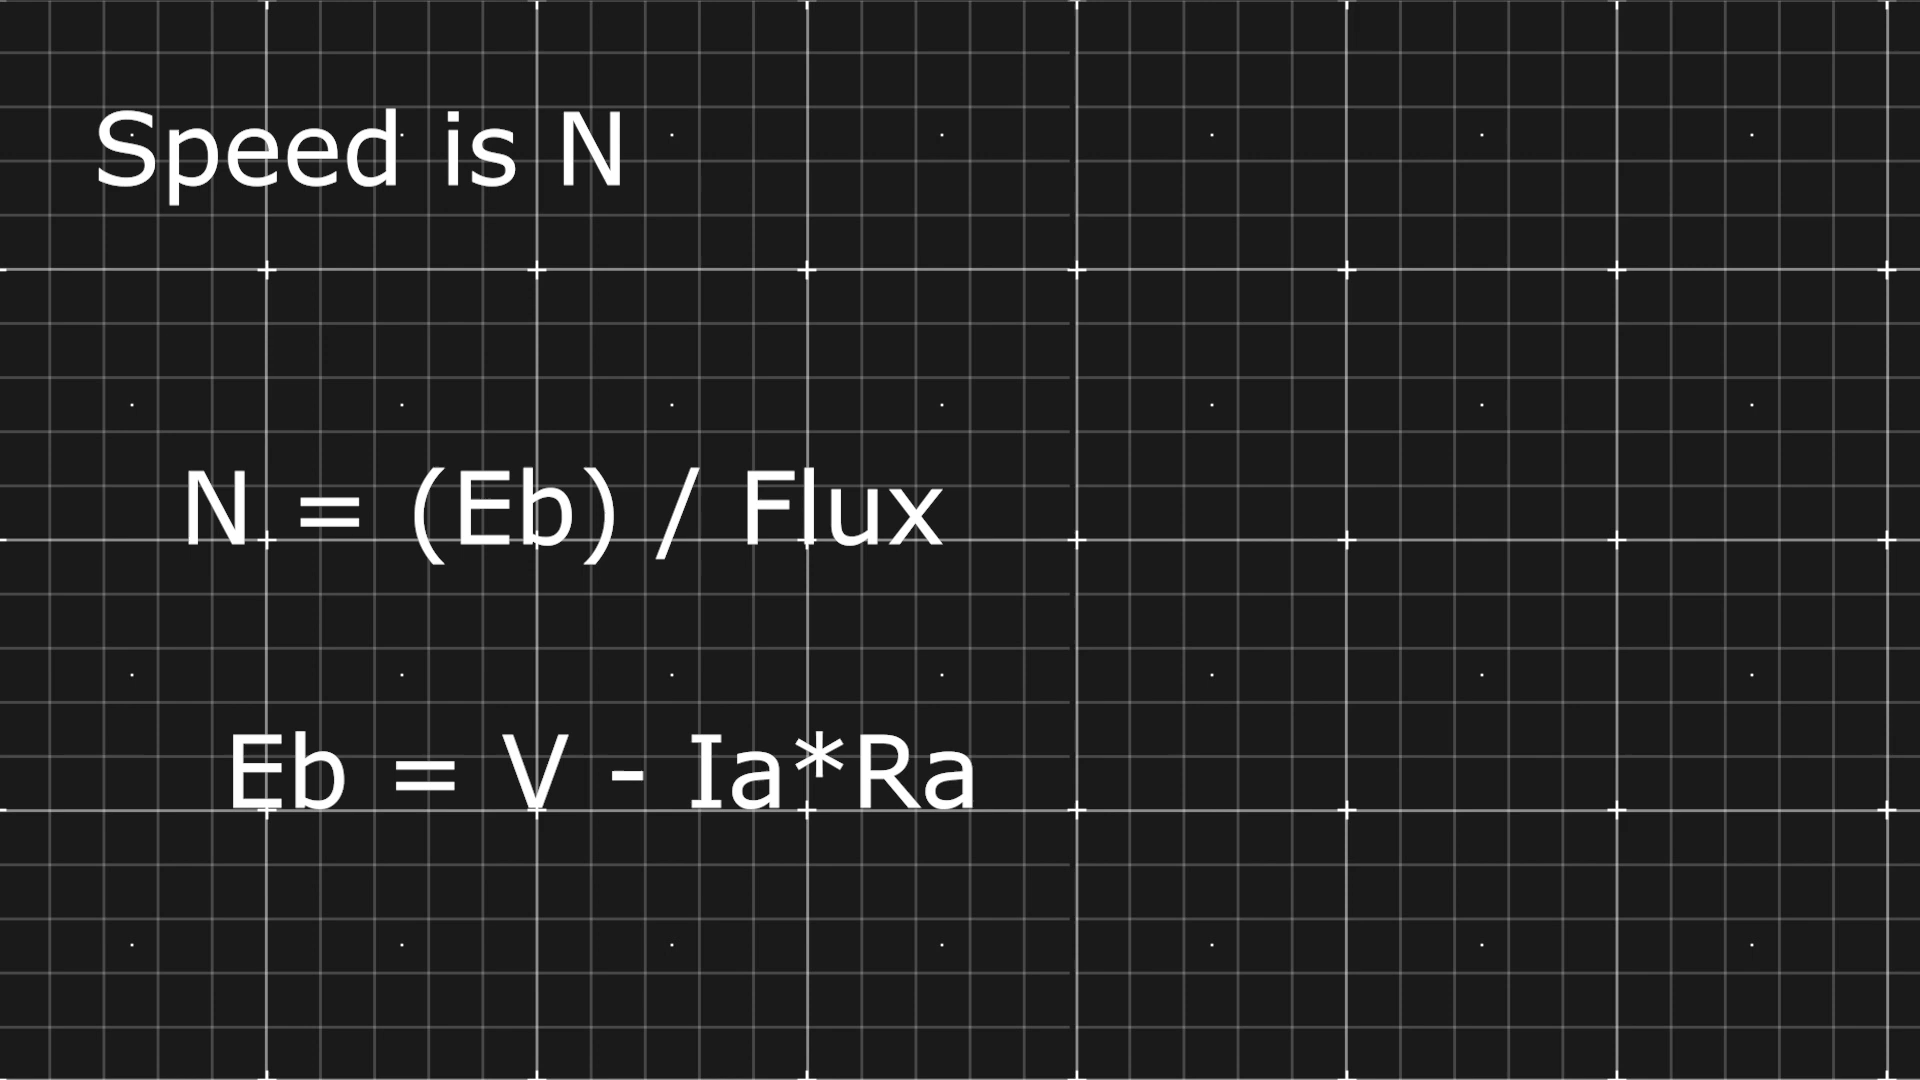 Speed is N
N = (Eb) / Flux
Eb = V - Ia*Ra